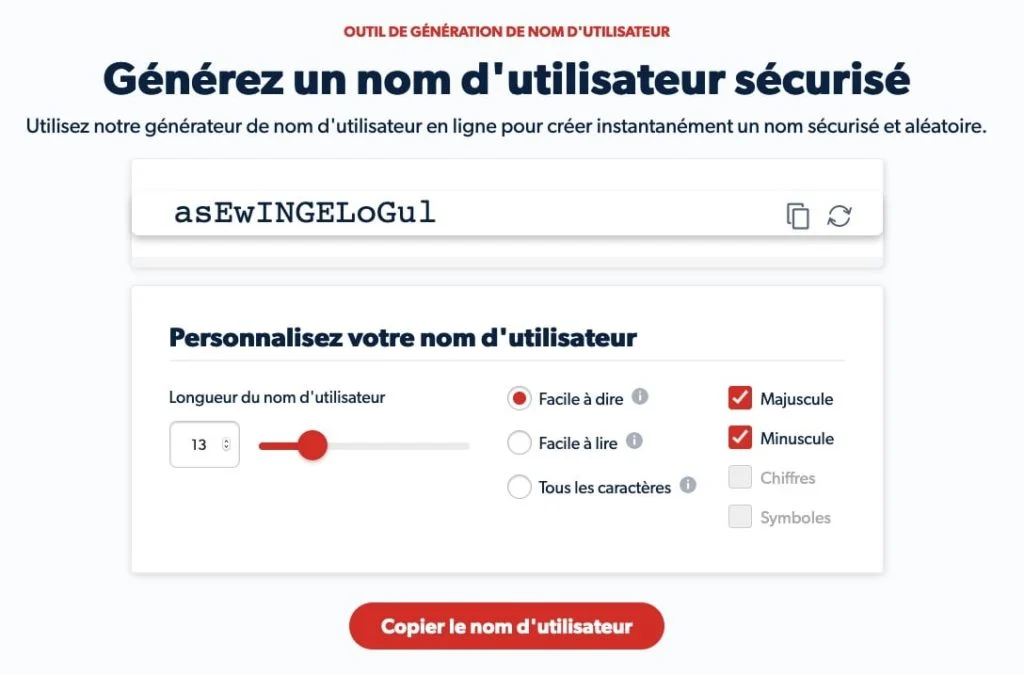 OUTIL DE GÉNÉRATION DE NOM D'UTILISATEUR
Générez un nom d'utilisateur sécurisé
Utilisez notre générateur de nom d'utilisateur en ligne pour créer instantanément un nom sécurisé et aléatoire.
asEwINGELoGul
Personnalisez votre nom d'utilisateur
Longueur du nom d'utilisateur
13
Facile à dire
Facile à lire
Tous les caractères
Majuscule
Minuscule
Chiffres
Symboles
Copier le nom d'utilisateur